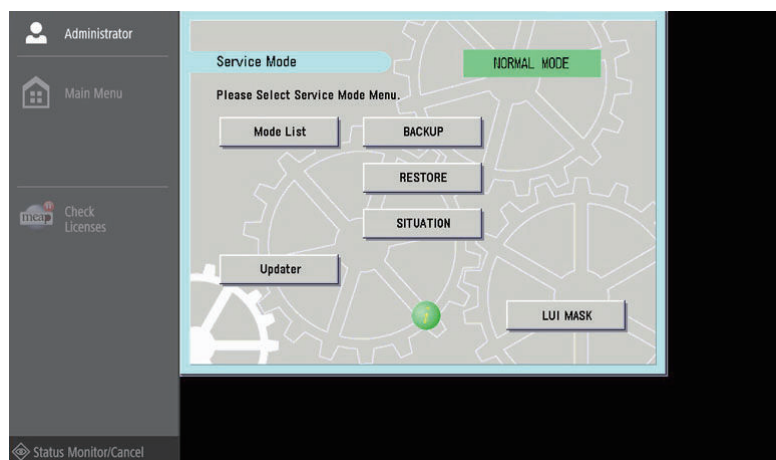 Administrator
Service Mode
NORMAL MODE
Main Menu
Please Select Service Mode Menu.
Mode List
BACKUP
RESTORE
meap
Check
Licenses
SITUATION
Updater
i
LUI MASK
Status Monitor/Cancel